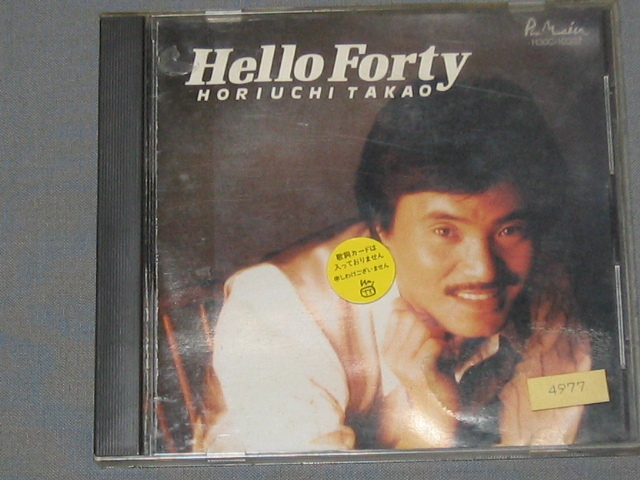 Hello Forty
HORIUCHI TAKAO
歌詞カードは
入っておりません
申しわけございません
4977